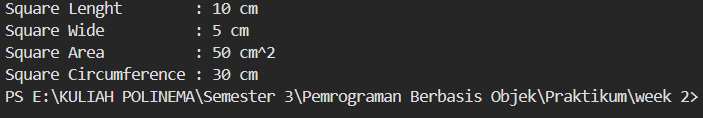 Square Lenght        : 10 cm
Square Wide          : 5 cm
Square Area          : 50 cm^2
Square Circumference : 30 cm
PS E:\KULIAH POLINEMA\Semester 3\Pemrograman Berbasis Objek\Praktikum\week 2>